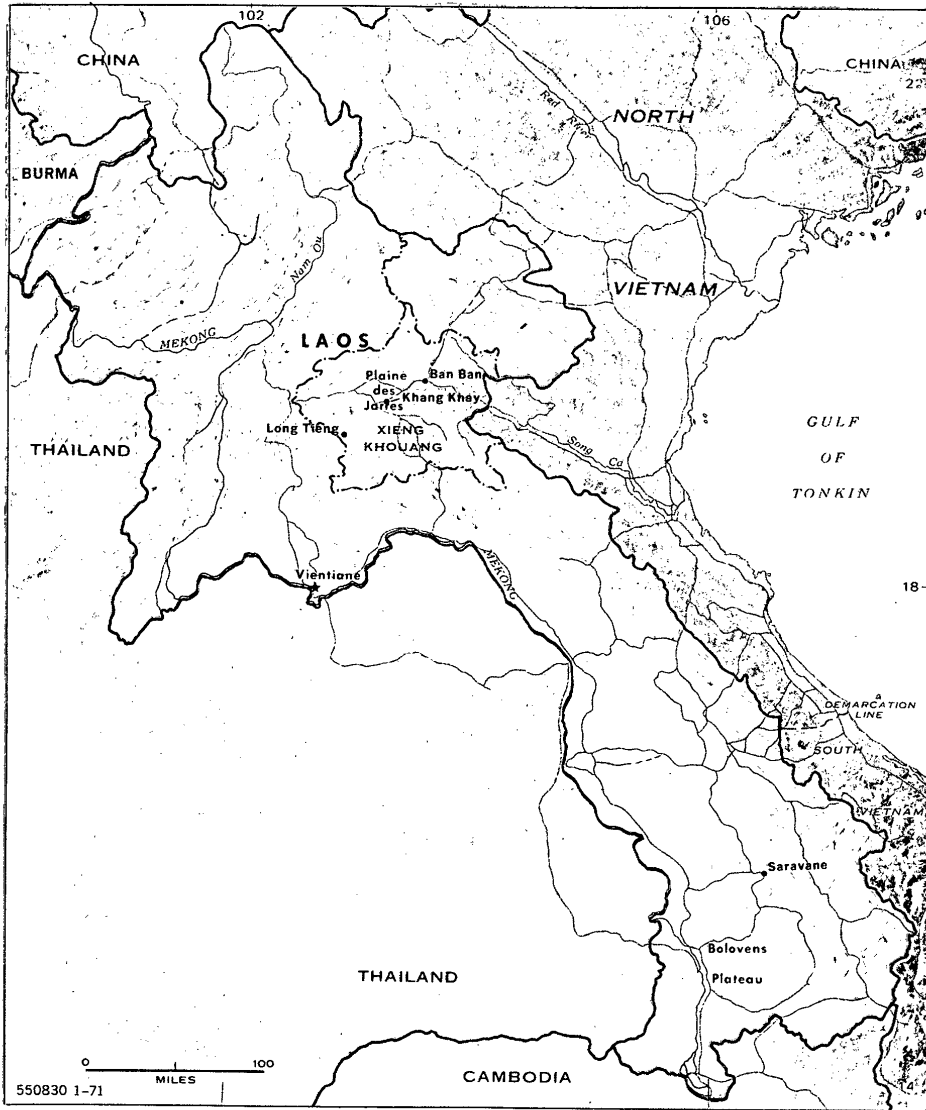 102
106
CHINA
CHINA
22
Red River
NORTH
BURMA
Nam Ou
VIETNAM
MEKONG
LAOS
Plaine
des
Jarres
Ban Ban
Khang Khay
Long Tieng
XIENG
KHOUANG
THAILAND
Song Ca
GULF
OF
TONKIN
Vientiane
MEKONG
18-
DEMARCATION
LINE
SOUTH
VIETNAM
Saravane
Bolovens
Plateau
THAILAND
0 100
MILES
CAMBODIA
14
550830 1-71